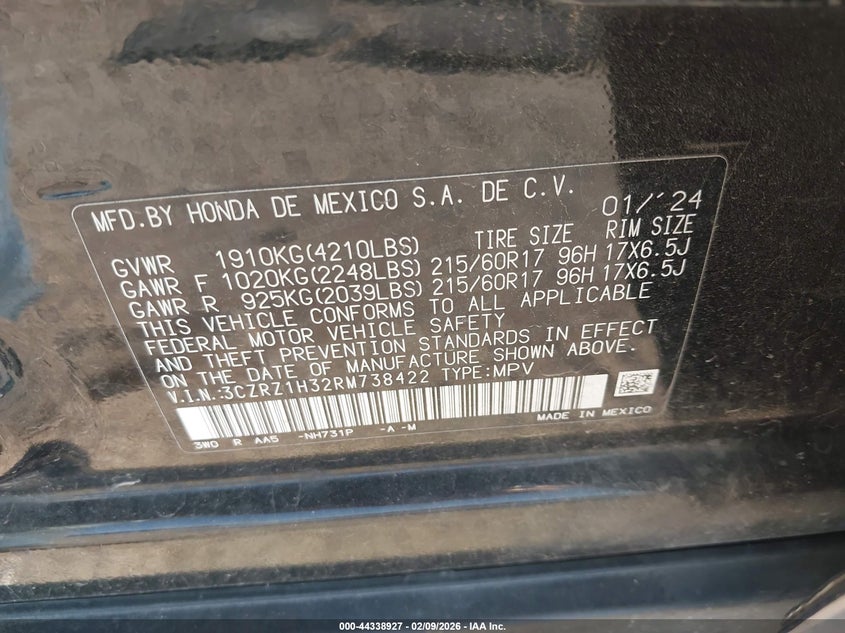 MFD.BY HONDA DE MEXICO S.A. DE C.V. 01/'24
TIRE SIZE RIM SIZE
GVWR 1910KG(4210LBS)
GAWR F 1020KG(2248LBS) 215/60R17 96H 17X6.5J
GAWR R 925KG(2039LBS) 215/60R17 96H 17X6.5J
THIS VEHICLE CONFORMS TO ALL APPLICABLE
FEDERAL MOTOR VEHICLE SAFETY
AND THEFT PREVENTION STANDARDS IN EFFECT
ON THE DATE OF MANUFACTURE SHOWN ABOVE.
V.I.N.:3CZRZ1H32RM738422 TYPE:MPV
MADE IN MEXICO
3W0 R AA5 -NH731P -A -M
000-44338927 - 02/09/2026 - IAA Inc.